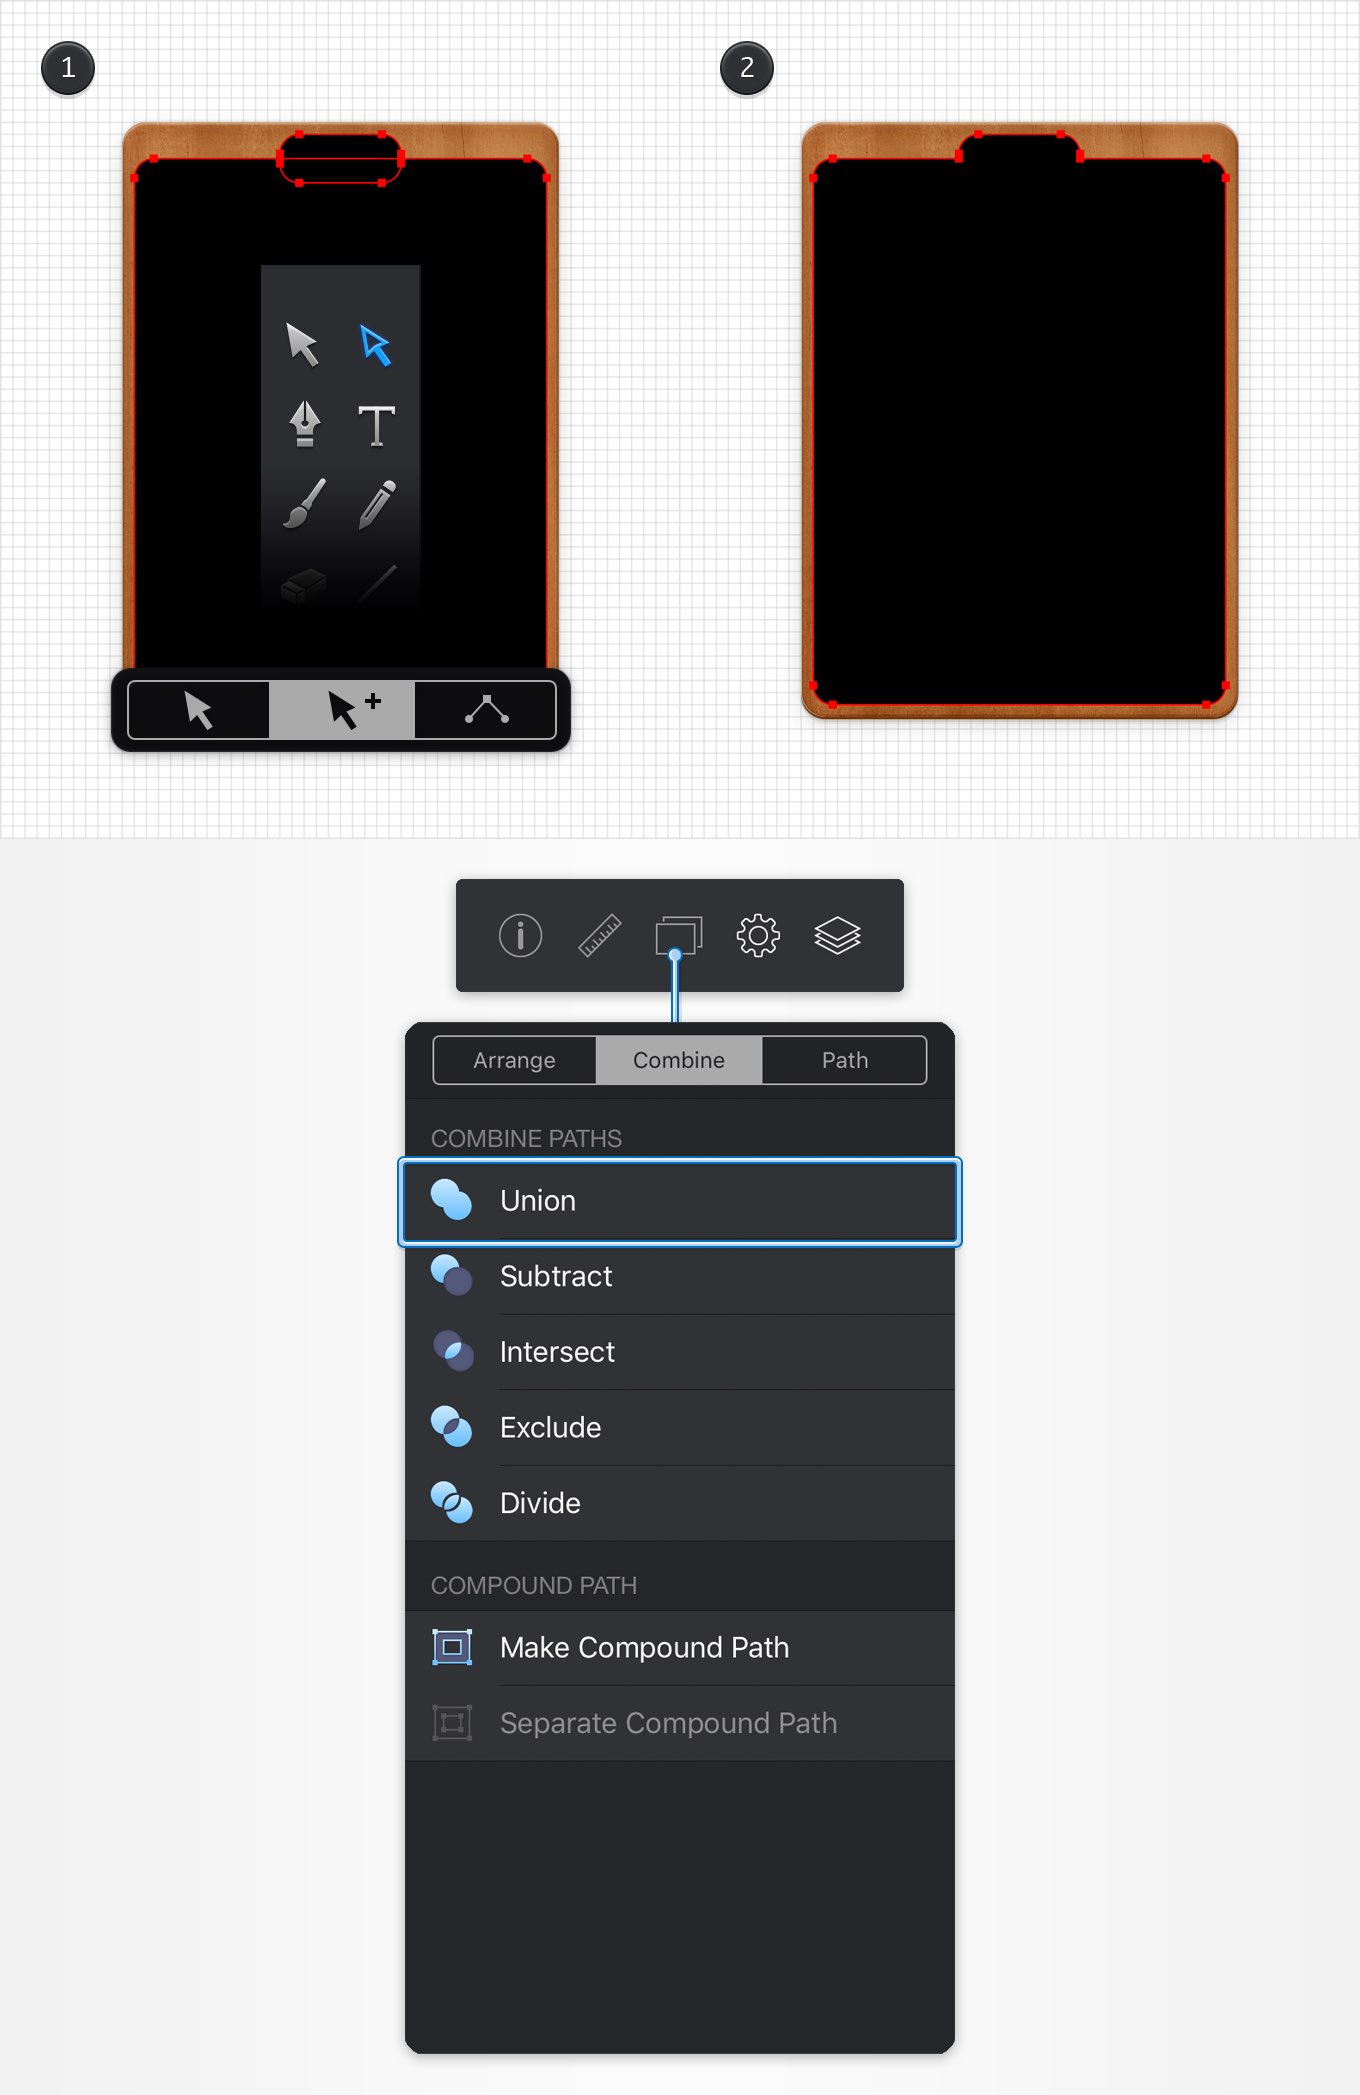 1
2
Arrange Combine Path
COMBINE PATHS
Union
Subtract
Intersect
Exclude
Divide
COMPOUND PATH
Make Compound Path
Separate Compound Path